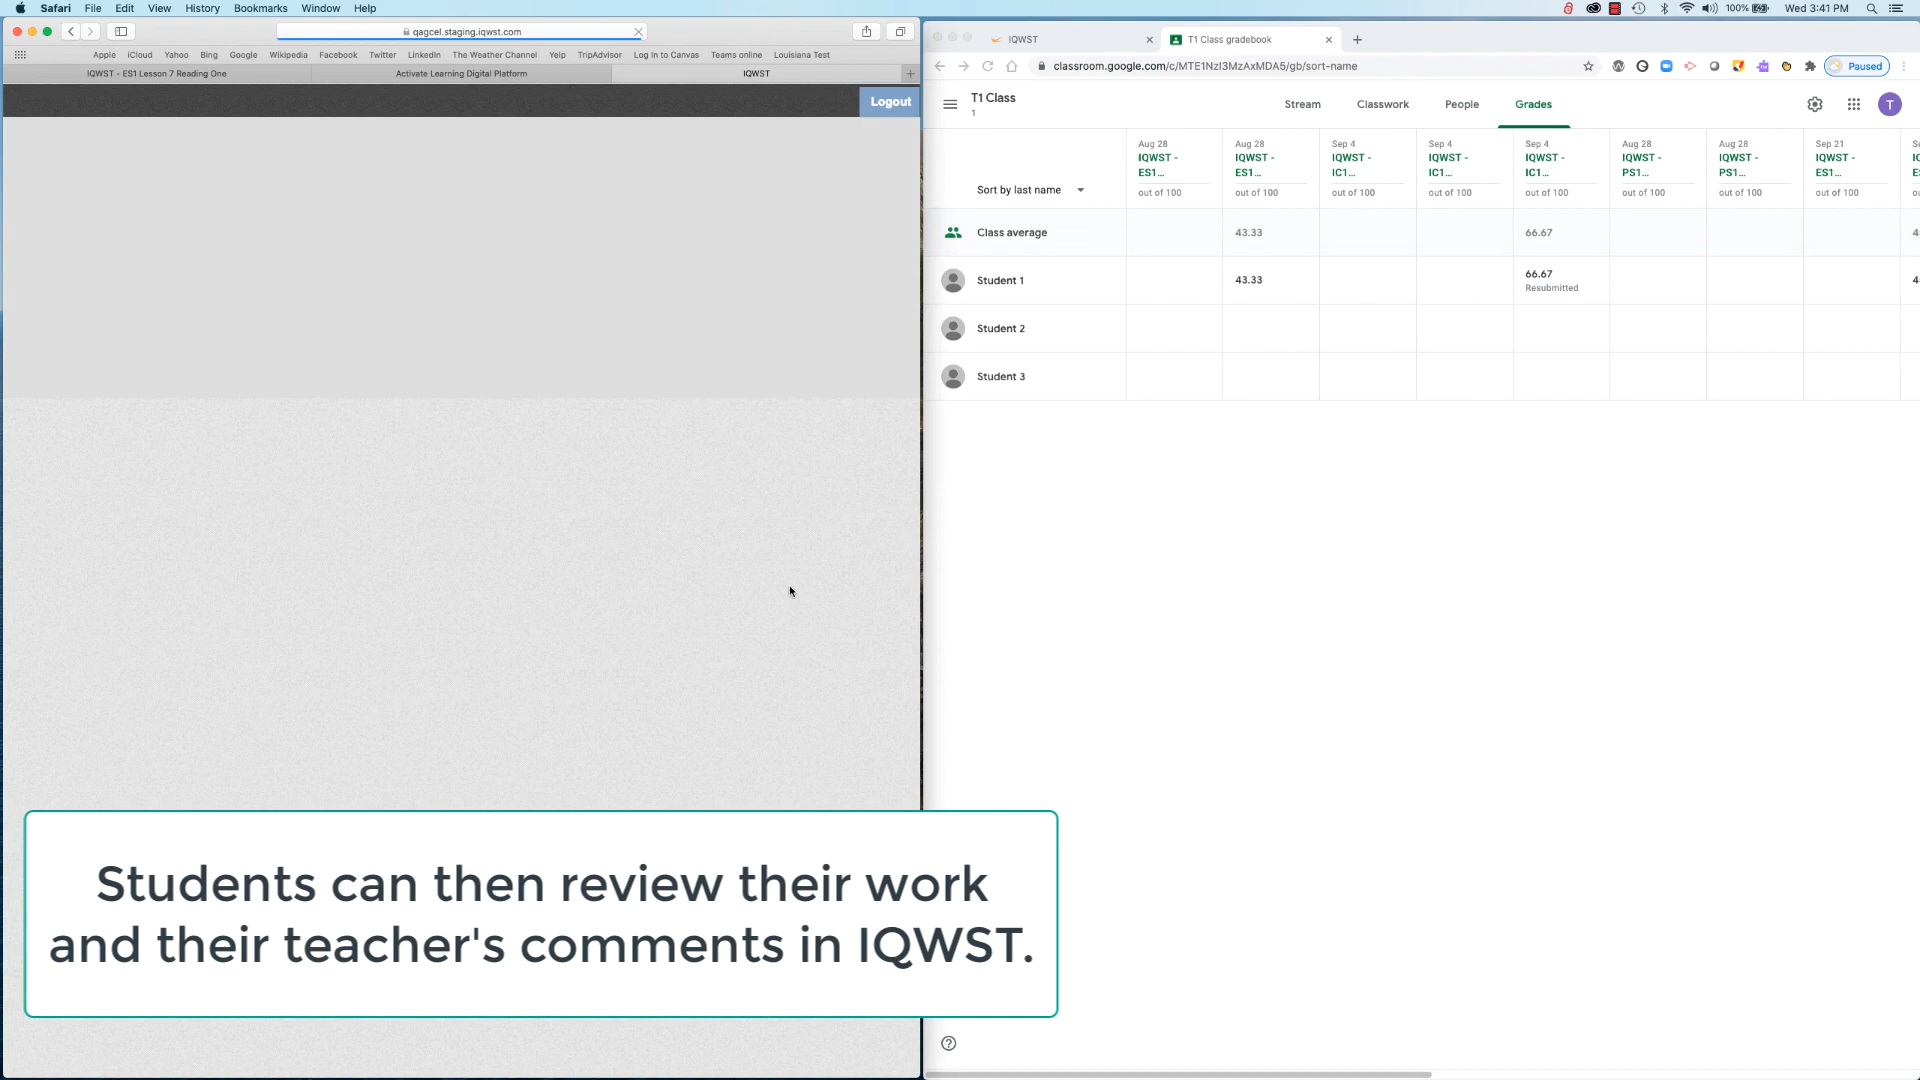 Safari File Edit View History Bookmarks Window Help
100% Wed 3:41 PM
qagcel.staging.iqwst.com
Apple iCloud Yahoo Bing Google Wikipedia Facebook Twitter LinkedIn The Weather Channel Yelp TripAdvisor Log in to Canvas Teams online Louisiana Test
IQWST - ES1 Lesson 7 Reading One Activate Learning Digital Platform IQWST
Logout
IQWST T1 Class gradebook
classroom.google.com/c/MTE1NzI3MzAxMDA5/gb/sort-name Paused
T1 Class
1
Stream Classwork People Grades T
Aug 28 Aug 28 Sep 4 Sep 4 Sep 4 Aug 28 Aug 28 Sep 21
IQWST - IQWST - IQWST - IQWST - IQWST - IQWST - IQWST - IQWST -
ES1... ES1... IC1... IC1... IC1... PS1... PS1... ES1...
Sort by last name
out of 100 out of 100 out of 100 out of 100 out of 100 out of 100 out of 100 out of 100
Class average 43.33 66.67
Student 1 43.33 66.67
Resubmitted
Student 2
Student 3
Students can then review their work
and their teacher's comments in IQWST.